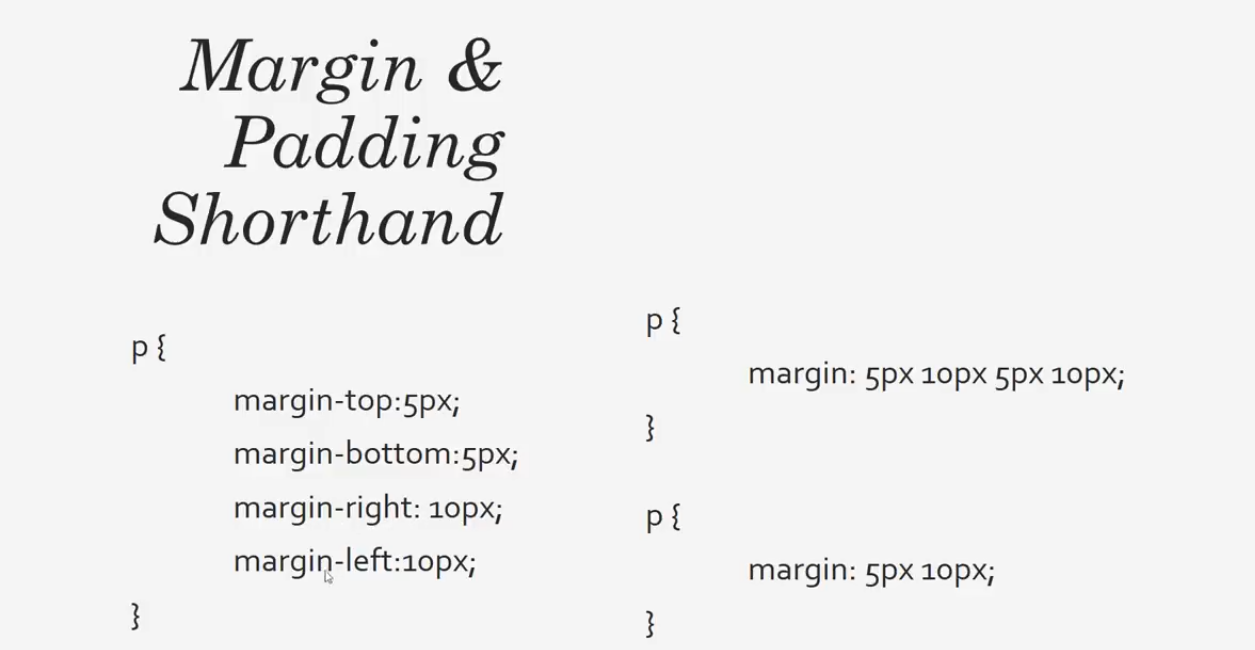 Margin &
Padding
Shorthand
p {
margin-top:5px;
margin-bottom:5px;
margin-right: 10px;
margin-left:10px;
}
p {
margin: 5px 10px 5px 10px;
}
p {
margin: 5px 10px;
}